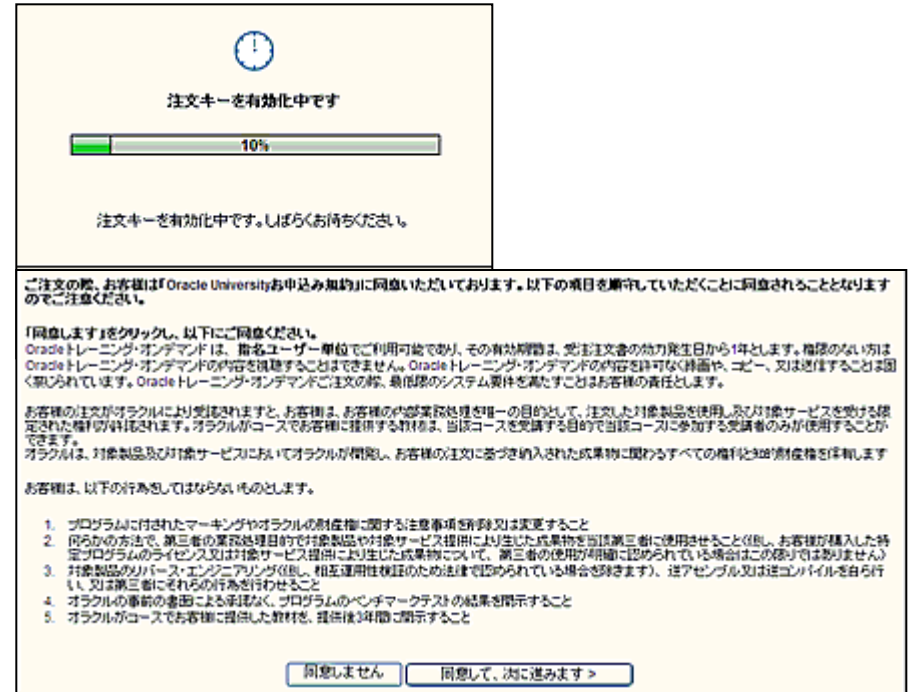 注文キーを有効化中です
10%
注文キーを有効化中です。しばらくお待ちください。
ご注文の際、お客様は「Oracle Universityお申込み規約」に同意いただいております。以下の項目を順守していただくことに同意されることとなります
のでご注意ください。
「同意します」をクリックし、以下にご同意ください。
Oracleトレーニング・オンデマンドは、指名ユーザー単位でご利用可能であり、その有効期間は、受注注文書の効力発生日から1年とします。権限のない方は
Oracleトレーニング・オンデマンドの内容を視聴することはできません。Oracleトレーニング・オンデマンドの内容を許可なく録画や、コピー、又は送信することは固
く禁じられています。Oracleトレーニング・オンデマンドご注文の際、最低限のシステム要件を満たすことはお客様の責任とします。
お客様の注文がオラクルにより受諾されますと、お客様は、お客様の内部業務処理を唯一の目的として、注文した対象製品を使用し、及び対象サービスを受ける限
定された権利が許諾されます。オラクルがコースでお客様に提供する教材は、当該コースを受講する目的で当該コースに参加する受講者のみが使用することが
できます。
オラクルは、対象製品及び対象サービスにおいてオラクルが開発し、お客様の注文に基づき納入された成果物に関わるすべての権利と知的財産権を保有します
お客様は、以下の行為をしてはならないものとします。
1. プログラムに付されたマーキングやオラクルの財産権に関する注意事項を削除又は変更すること
2. 何らかの方法で、第三者の業務処理目的で対象製品や対象サービス提供により生じた成果物を当該第三者に使用させること(但し、お客様が購入した特
定プログラムのライセンス又は対象サービス提供により生じた成果物について、第三者の使用が明確に認められている場合はこの限りではありません)
3. 対象製品のリバース・エンジニアリング(但し、相互運用性検証のため法律で認められている場合を除きます)、逆アセンブル又は逆コンパイルを自ら行
い、又は第三者にそれらの行為を行わせること
4. オラクルの事前の書面による承諾なく、プログラムのベンチマークテストの結果を開示すること
5. オラクルがコースでお客様に提供した教材を、提供後3年間に開示すること
同意しません
同意して、次に進みます >